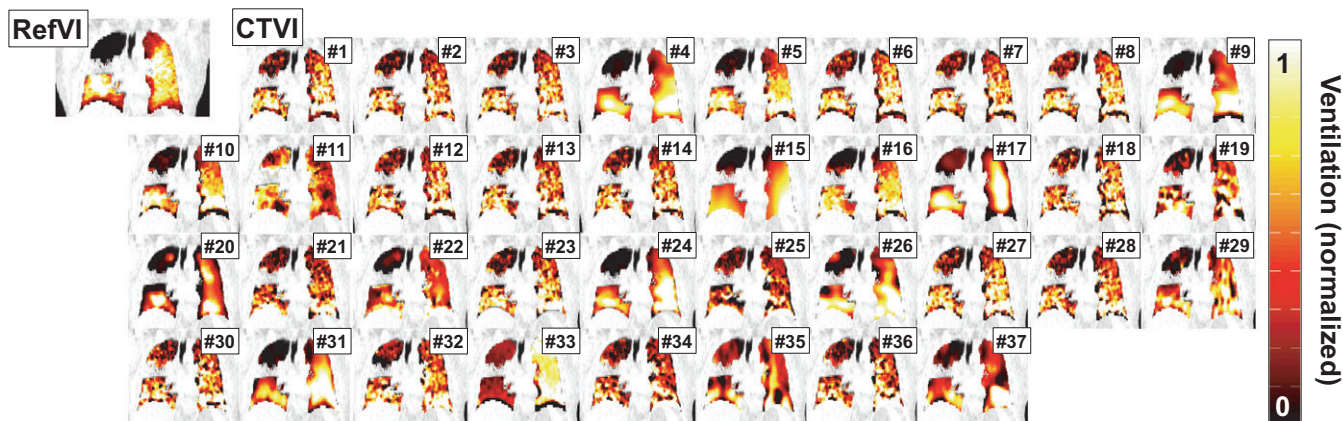 RefVI
CTVI
#1 #2 #3 #4 #5 #6 #7 #8 #9
#10 #11 #12 #13 #14 #15 #16 #17 #18 #19
#20 #21 #22 #23 #24 #25 #26 #27 #28 #29
#30 #31 #32 #33 #34 #35 #36 #37
1
0
Ventilation (normalized)